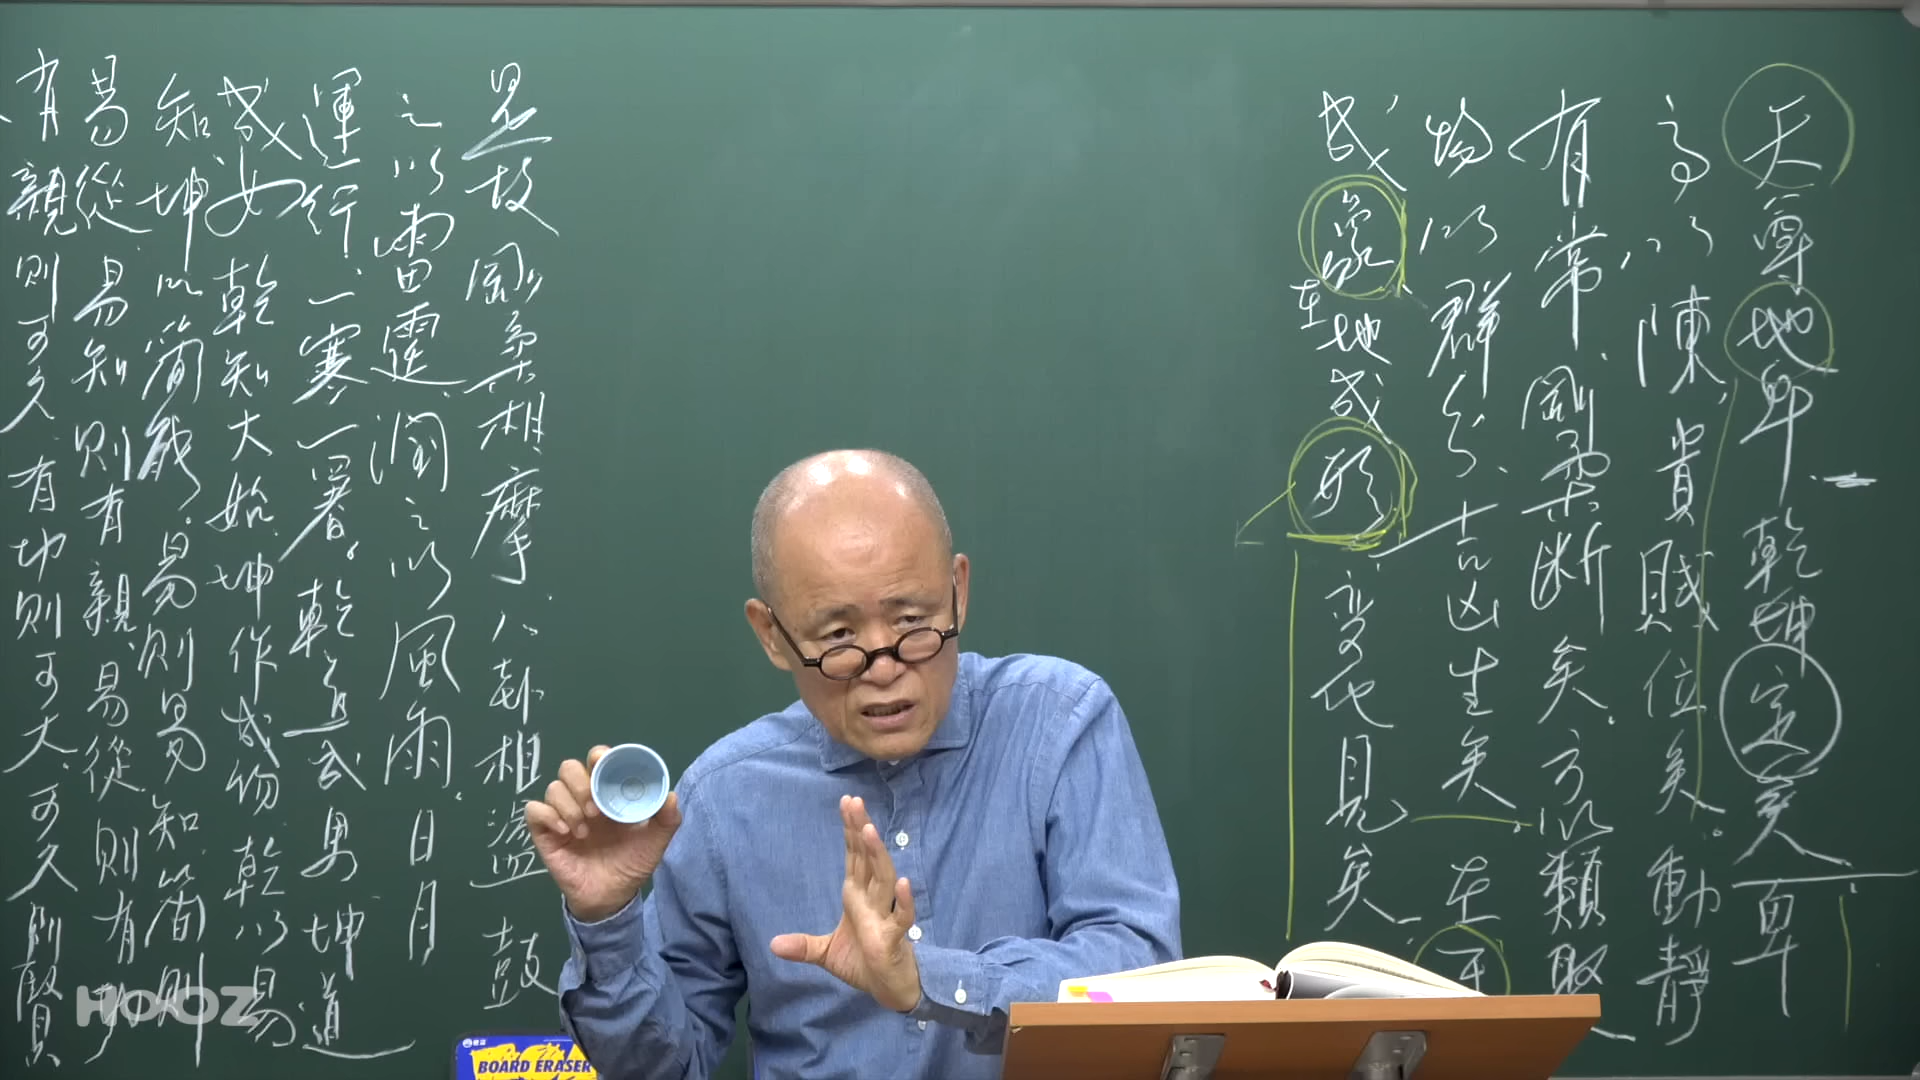 天尊地卑.乾坤定矣.卑
高以陳,貴賤位矣.動靜
有常.剛柔断矣.方以類聚
物以群分.吉凶生矣.在天
成象,在地成形.変化見矣.
是故剛柔相摩.八卦相盪 鼓
之以雷霆.潤之以風雨.日月
運行.一寒一暑.乾道成男坤道
成女 乾知大始.坤作成物 乾以易
知坤以簡能.易則易知.簡則
易從.易知則有親.易從則有功
有親則可久 有功則可大.可久則賢
BOARD ERASER
HOOOZ